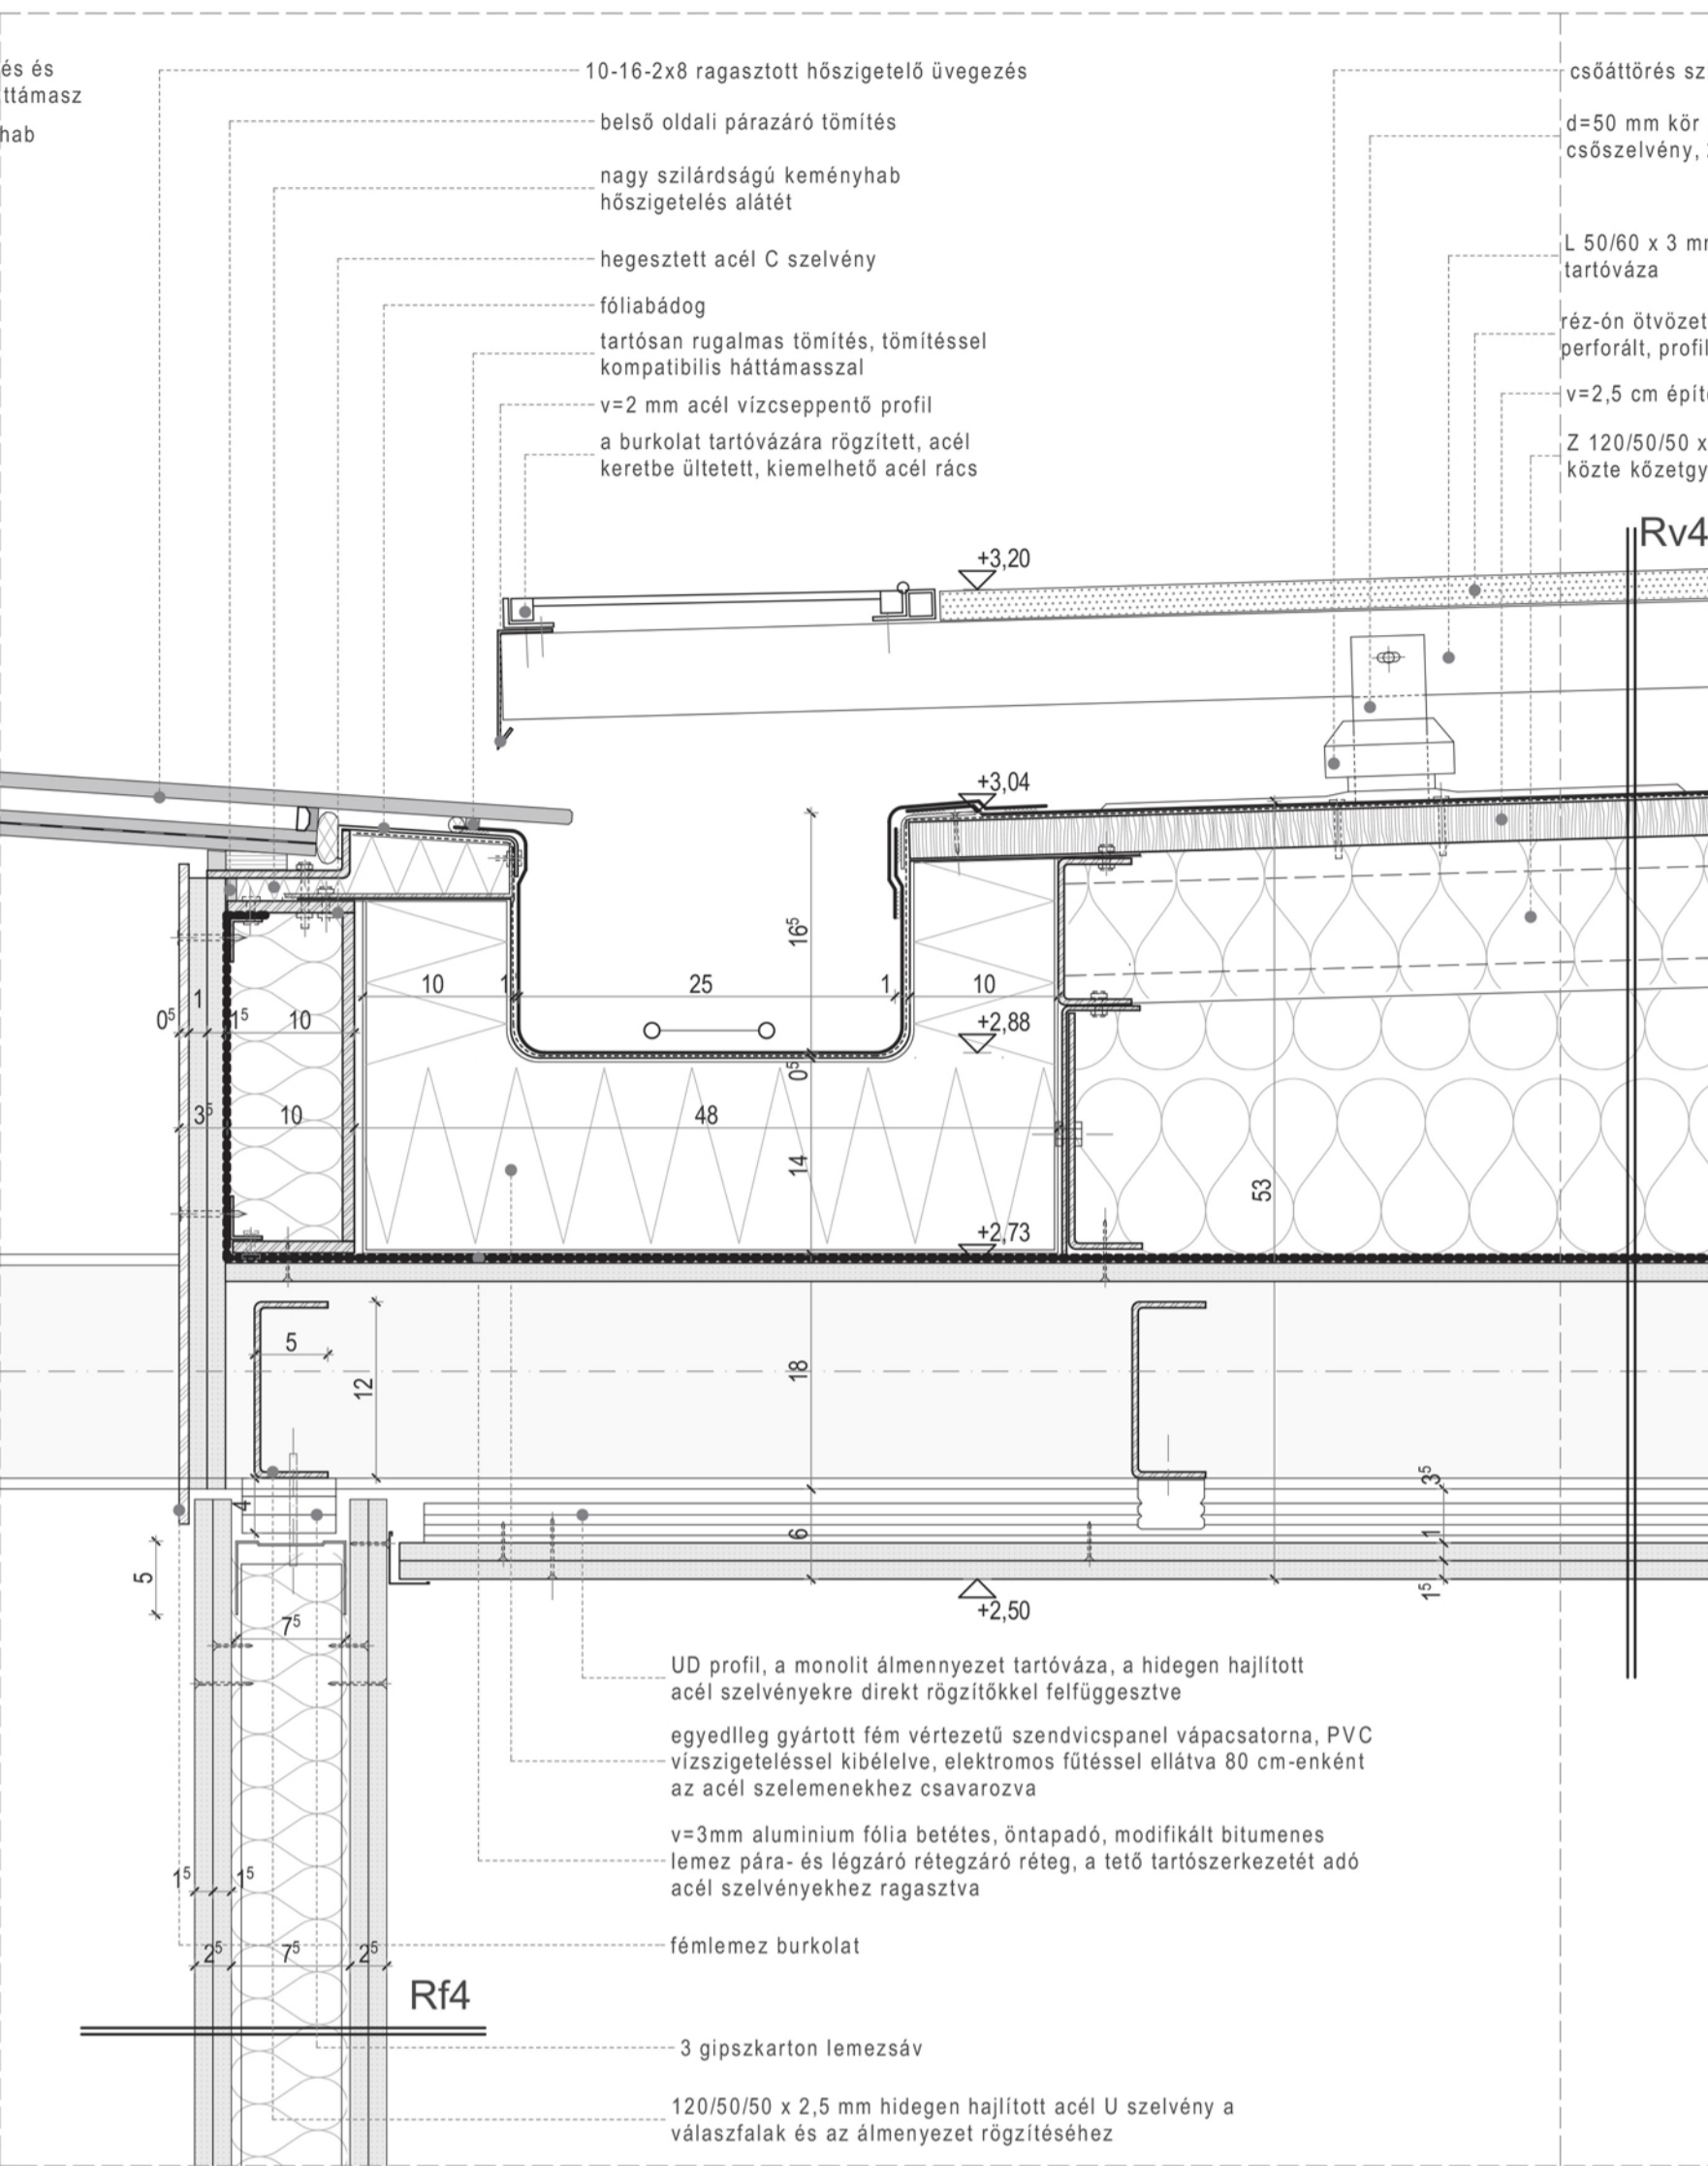 és és
ttámasz
hab
10-16-2x8 ragasztott hőszigetelő üvegezés
belső oldali párazáró tömítés
nagy szilárdságú keményhab
hőszigetelés alátét
hegesztett acél C szelvény
fóliabádog
tartósan rugalmas tömítés, tömítéssel
kompatibilis háttámasszal
v=2 mm acél vízcseppentő profil
a burkolat tartóvázára rögzített, acél
keretbe ültetett, kiemelhető acél rács
csőáttörés sz
d=50 mm kör
csőszelvény,
L 50/60 x 3 mm
tartóváza
réz-ón ötvözet
perforált, profil
v=2,5 cm épít
Z 120/50/50 x
közte kőzetgy
Rv4
+3,20
+3,04
16⁵
10 1 25 1 10
+2,88
0⁵ 1 1⁵ 10
0⁵
3⁵ 10 48
14
53
+2,73
5
12
18
4
6
3⁵
1
1⁵
5
+2,50
7⁵
UD profil, a monolit álmennyezet tartóváza, a hidegen hajlított
acél szelvényekre direkt rögzítőkkel felfüggesztve
egyedlleg gyártott fém vértezetű szendvicspanel vápacsatorna, PVC
vízszigeteléssel kibélelve, elektromos fűtéssel ellátva 80 cm-enként
az acél szelemenekhez csavarozva
v=3mm aluminium fólia betétes, öntapadó, modifikált bitumenes
lemez pára- és légzáró rétegzáró réteg, a tető tartószerkezetét adó
acél szelvényekhez ragasztva
1⁵ 1⁵
fémlemez burkolat
2⁵ 7⁵ 2⁵
Rf4
3 gipszkarton lemezsáv
120/50/50 x 2,5 mm hidegen hajlított acél U szelvény a
válaszfalak és az álmenyezet rögzítéséhez